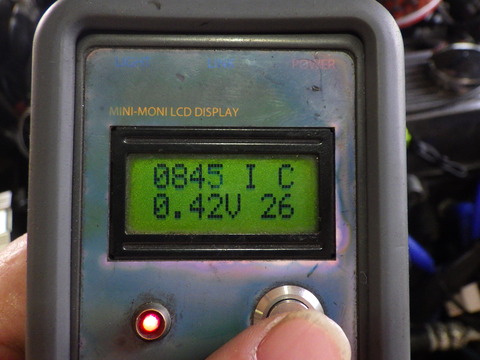 POWER
MINI-MONI LCD DISPLAY
0845 I C
0.42V 26